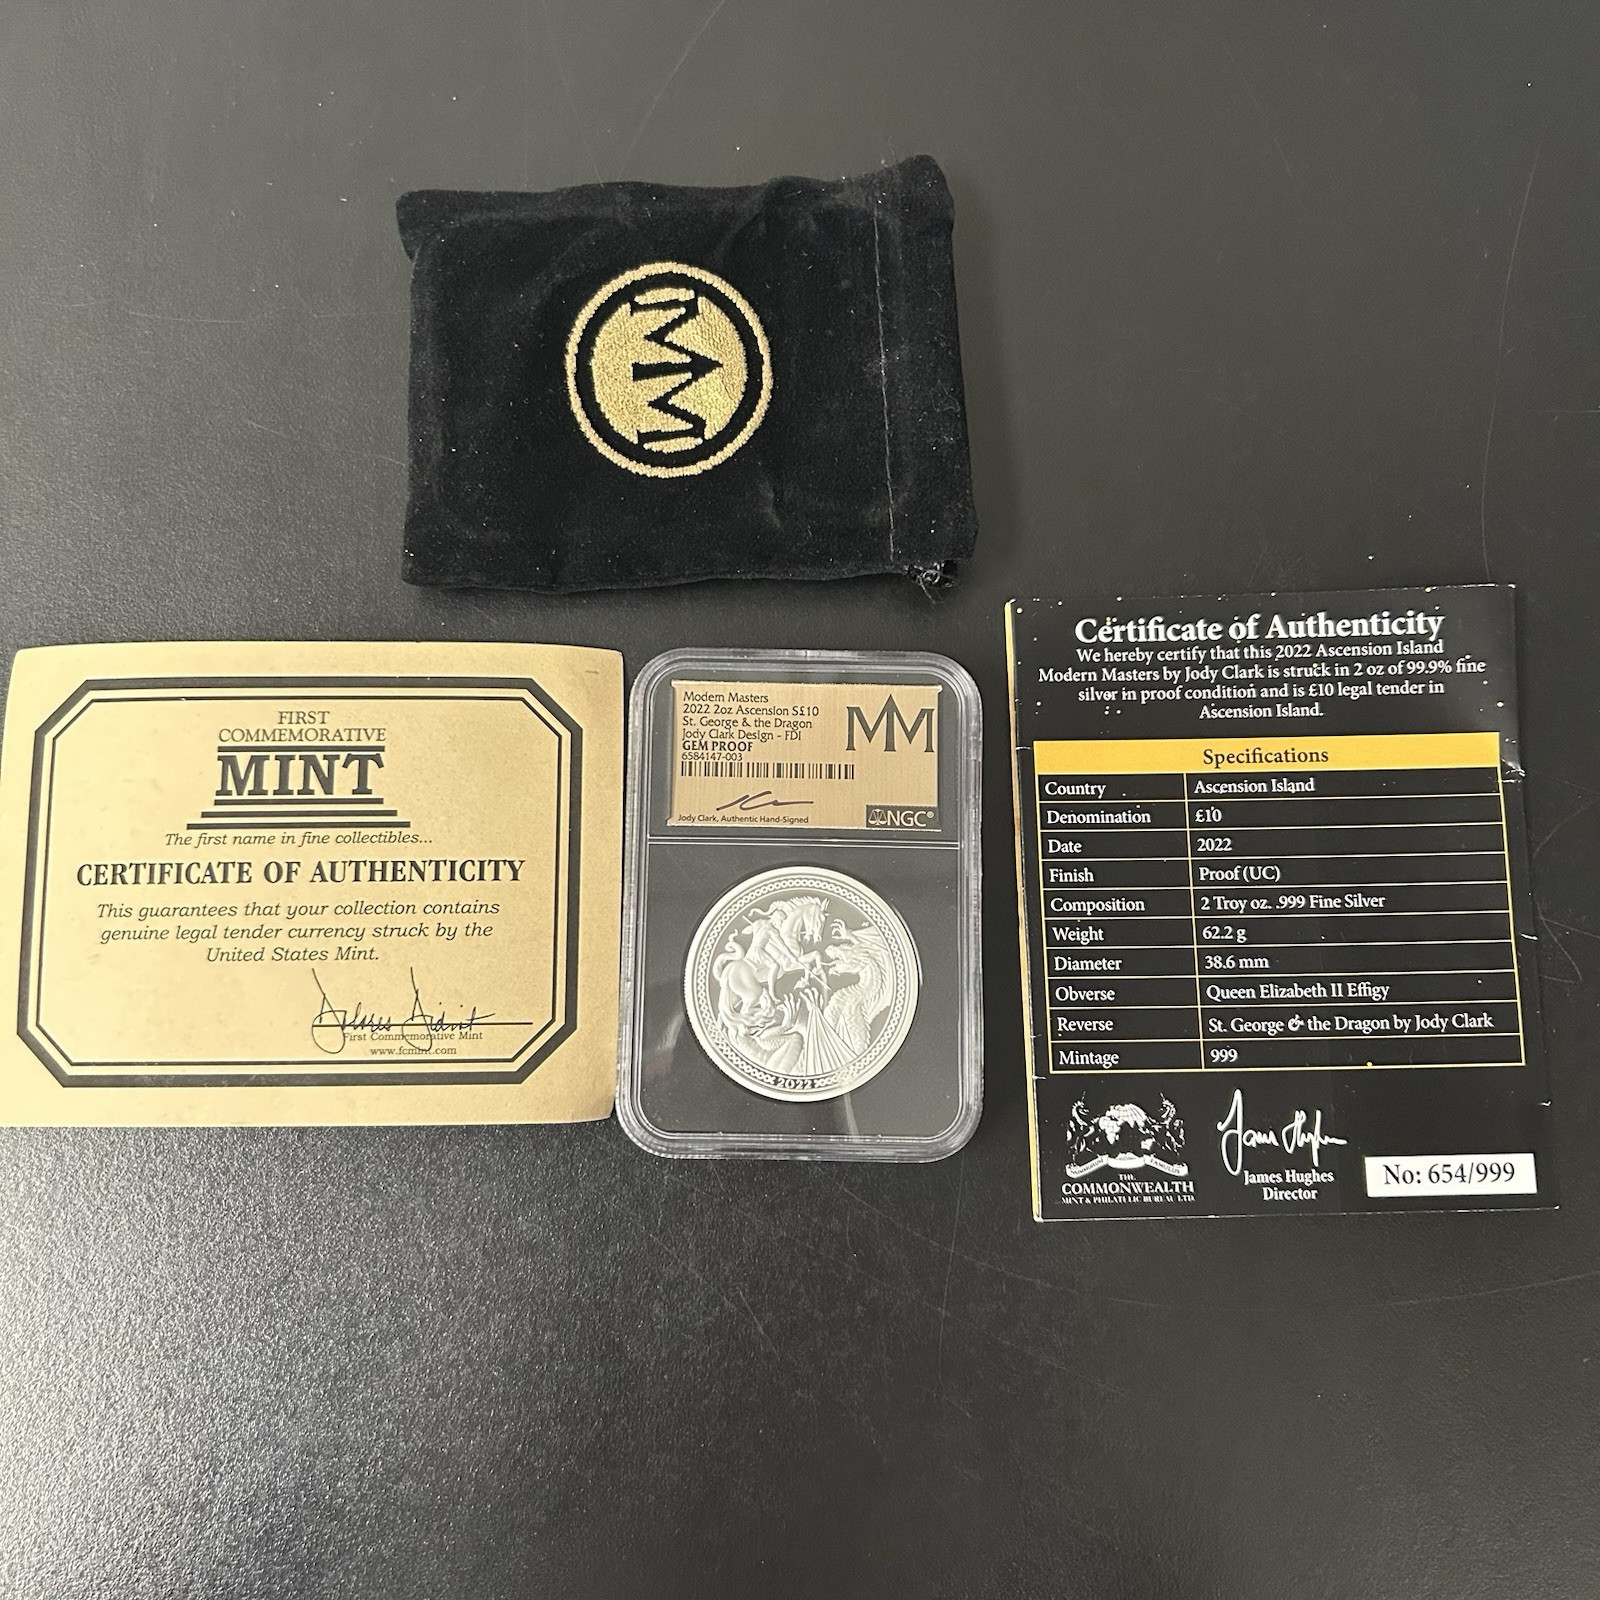 MM
FIRST
COMMEMORATIVE
MINT
The first name in fine collectibles...
CERTIFICATE OF AUTHENTICITY
This guarantees that your collection contains
genuine legal tender currency struck by the
United States Mint.
First Commemorative Mint
www.fcmint.com
Modern Masters
2022 2oz Ascension S£10
St. George & the Dragon
Jody Clark Design - FDI
GEM PROOF
6584147-003
MM
Jody Clark, Authentic Hand-Signed
NGC®
2022
Certificate of Authenticity
We hereby certify that this 2022 Ascension Island
Modern Masters by Jody Clark is struck in 2 oz of 99.9% fine
silver in proof condition and is £10 legal tender in
Ascension Island.
Specifications
Country Ascension Island
Denomination £10
Date 2022
Finish Proof (UC)
Composition 2 Troy oz. .999 Fine Silver
Weight 62.2 g
Diameter 38.6 mm
Obverse Queen Elizabeth II Effigy
Reverse St. George & the Dragon by Jody Clark
Mintage 999
THE
COMMONWEALTH
MINT & PHILATELIC BUREAU LTD
James Hughes
Director
No: 654/999